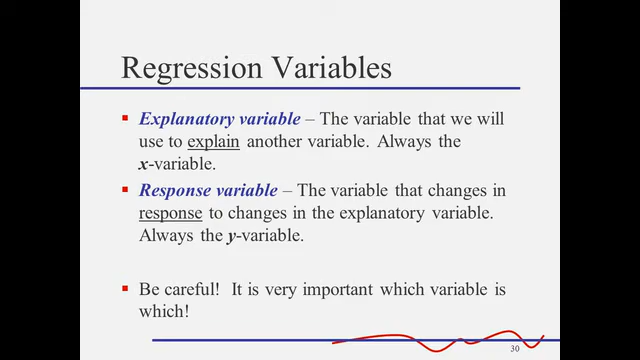 Regression Variables
▪ Explanatory variable – The variable that we will
use to explain another variable. Always the
x-variable.
▪ Response variable – The variable that changes in
response to changes in the explanatory variable.
Always the y-variable.
▪ Be careful! It is very important which variable is
which!
30